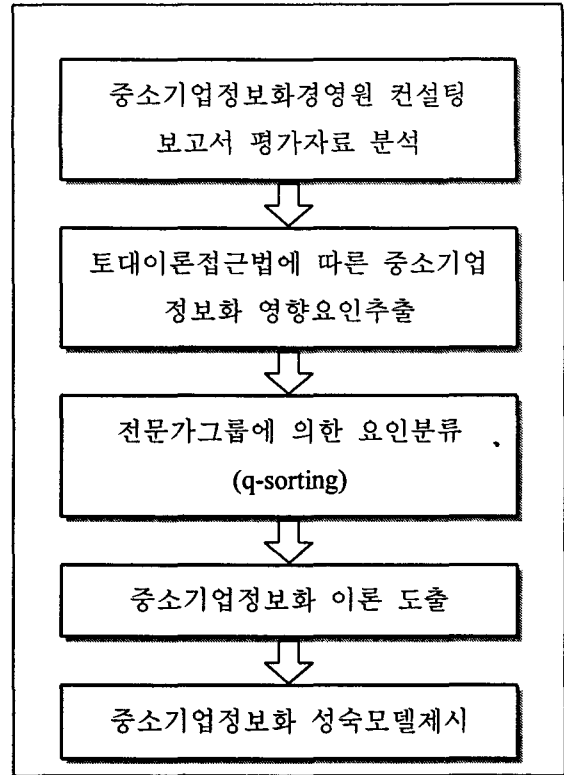 중소기업정보화경영원 컨설팅
보고서 평가자료 분석
토대이론접근법에 따른 중소기업
정보화 영향요인추출
전문가그룹에 의한 요인분류
(q-sorting)
중소기업정보화 이론 도출
중소기업정보화 성숙모델제시